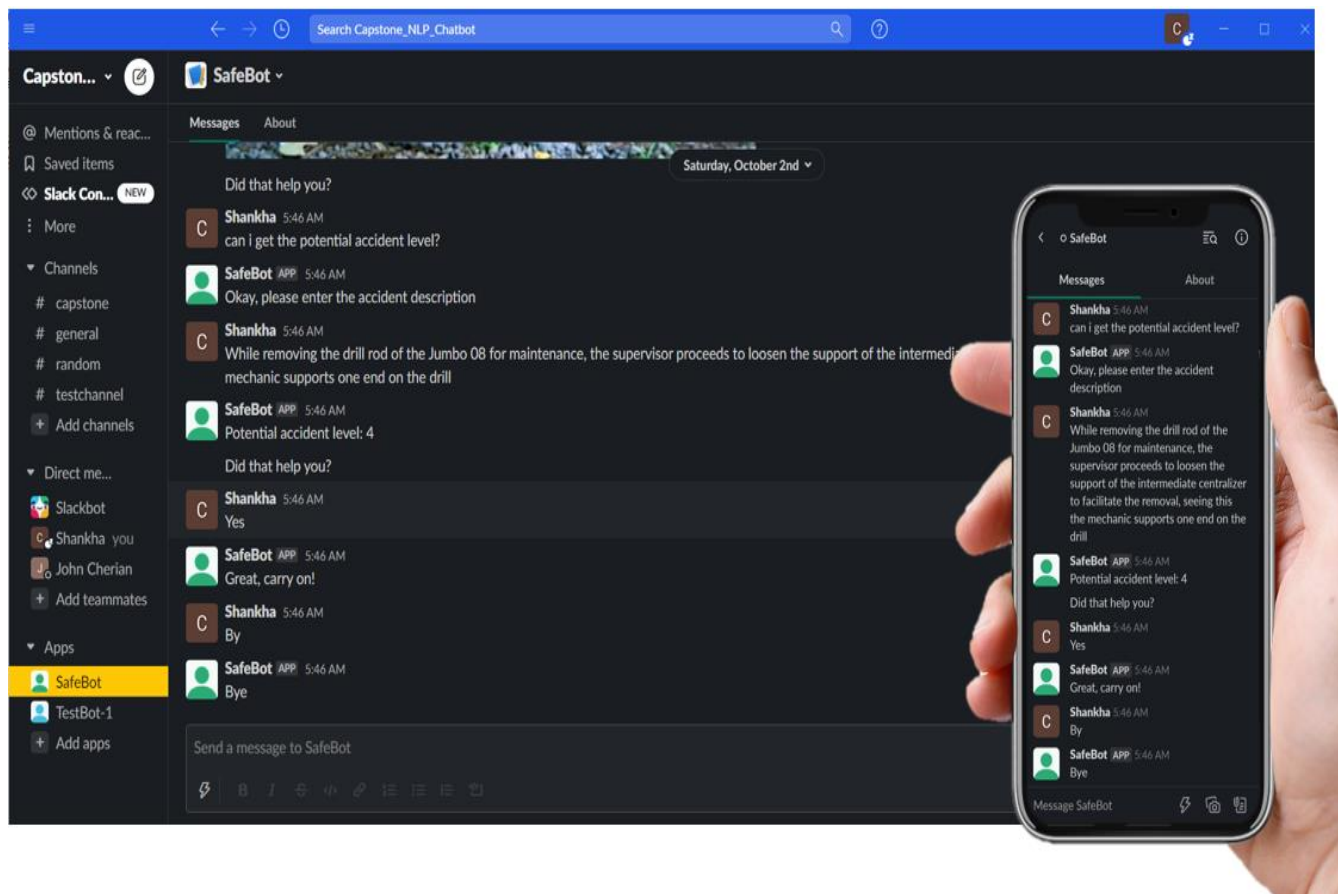 Search Capstone_NLP_Chatbot
C
Capston...
SafeBot
Mentions & reac...
Saved items
Slack Con... NEW
More
Channels
# capstone
# general
# random
# testchannel
+ Add channels
Direct me...
Slackbot
C Shankha you
J John Cherian
+ Add teammates
Apps
SafeBot
TestBot-1
+ Add apps
Messages About
Saturday, October 2nd
Did that help you?
C Shankha 5:46 AM
can i get the potential accident level?
SafeBot APP 5:46 AM
Okay, please enter the accident description
C Shankha 5:46 AM
While removing the drill rod of the Jumbo 08 for maintenance, the supervisor proceeds to loosen the support of the intermedi
mechanic supports one end on the drill
SafeBot APP 5:46 AM
Potential accident level: 4
Did that help you?
C Shankha 5:46 AM
Yes
SafeBot APP 5:46 AM
Great, carry on!
C Shankha 5:46 AM
By
SafeBot APP 5:46 AM
Bye
Send a message to SafeBot
B I S
SafeBot
Messages About
C Shankha 5:46 AM
can i get the potential accident level?
SafeBot APP 5:46 AM
Okay, please enter the accident
description
C Shankha 5:46 AM
While removing the drill rod of the
Jumbo 08 for maintenance, the
supervisor proceeds to loosen the
support of the intermediate centralizer
to facilitate the removal, seeing this
the mechanic supports one end on the
drill
SafeBot APP 5:46 AM
Potential accident level: 4
Did that help you?
C Shankha 5:46 AM
Yes
SafeBot APP 5:46 AM
Great, carry on!
C Shankha 5:46 AM
By
SafeBot APP 5:46 AM
Bye
Message SafeBot